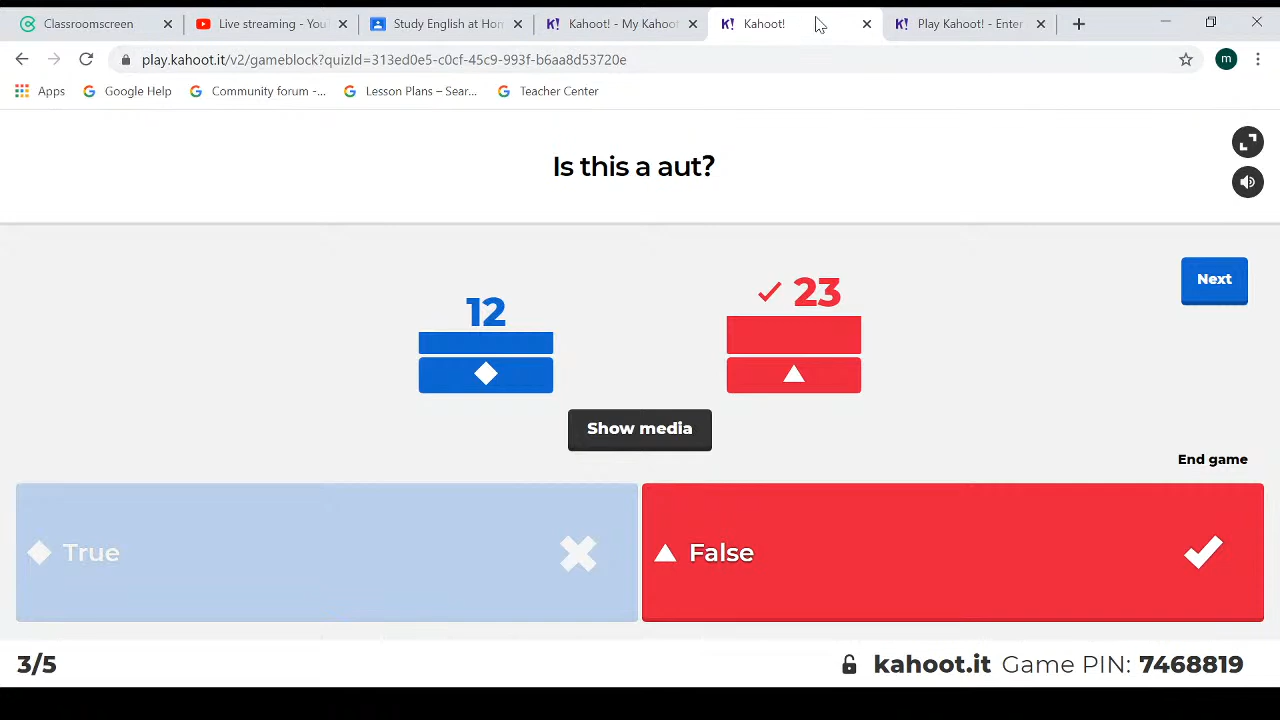 Classroomscreen
Live streaming - You
Study English at Hon
Kahoot! - My Kahoot
Kahoot!
Play Kahoot! - Enter
play.kahoot.it/v2/gameblock?quizId=313ed0e5-c0cf-45c9-993f-b6aa8d53720e
m
Apps
Google Help
Community forum -...
Lesson Plans – Sear...
Teacher Center
Is this a aut?
Next
12
23
Show media
End game
True
False
3/5
kahoot.it Game PIN: 7468819